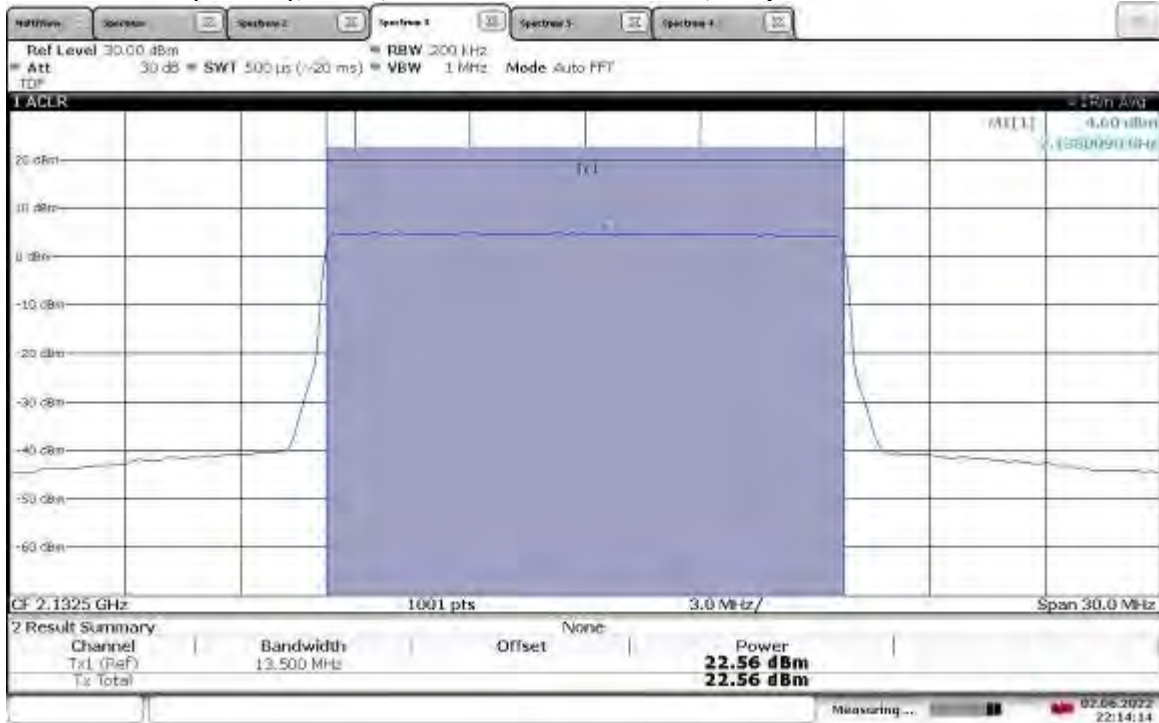 MultiView Spectrum Spectrum 2 Spectrum 3 Spectrum 5 Spectrum 4
Ref Level 30.00 dBm RBW 200 kHz
Att 30 dB SWT 500 µs (~20 ms) VBW 1 MHz Mode Auto FFT
TDF
1 ACLR 1Rm Avg
M1[1] 4.60 dBm
Tx1
20 dBm
10 dBm
0 dBm
-10 dBm
-20 dBm
-30 dBm
-40 dBm
-50 dBm
-60 dBm
CF 2.1325 GHz 1001 pts 3.0 MHz/ Span 30.0 MHz
2 Result Summary None
Channel Bandwidth Offset Power
Tx1 (Ref) 13.500 MHz 22.56 dBm
Tx Total 22.56 dBm
Measuring... 02.06.2022
22:14:14